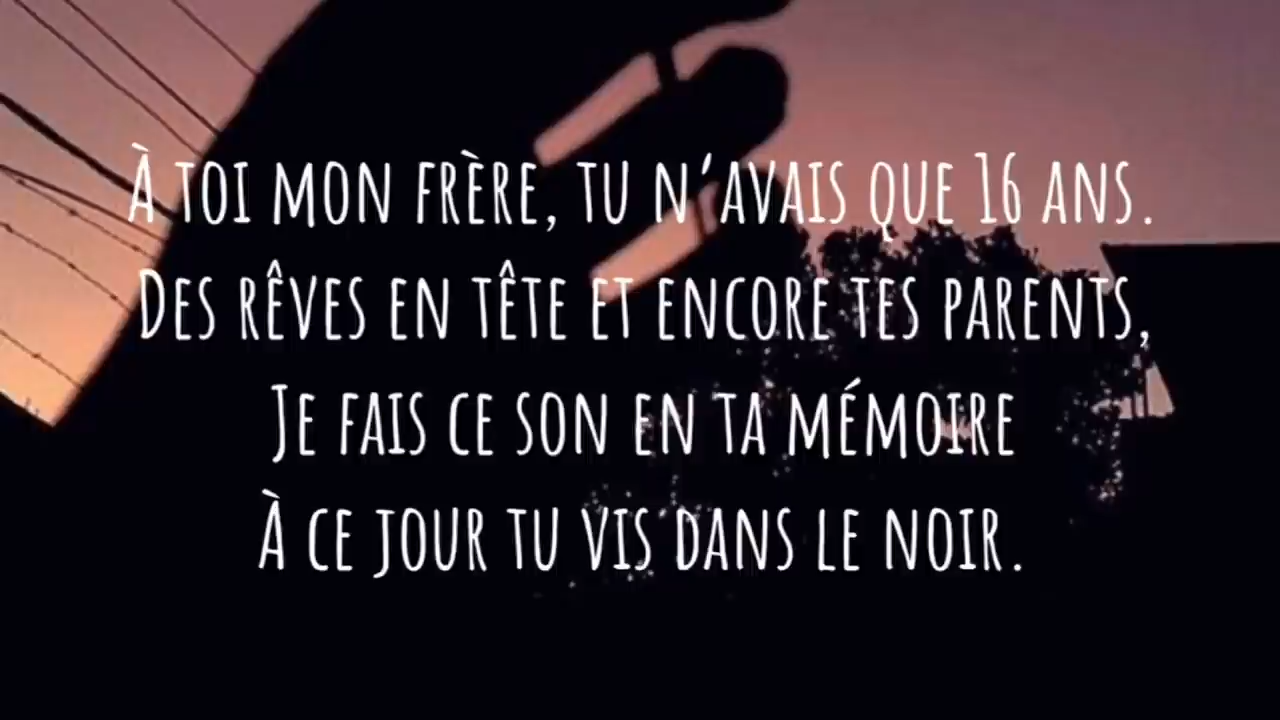 À toi mon frère, tu n'avais que 16 ans.
Des rêves en tête et encore tes parents,
Je fais ce son en ta mémoire
À ce jour tu vis dans le noir.